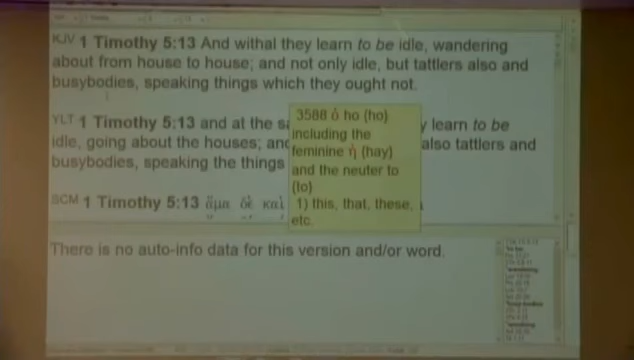 KJV 1 Timothy 5:13 And withal they learn to be idle, wandering
about from house to house; and not only idle, but tattlers also and
busybodies, speaking things which they ought not.
YLT 1 Timothy 5:13 and at the sa
y learn to be
idle, going about the houses; and
also tattlers and
busybodies, speaking the things
SCM 1 Timothy 5:13 ἅμα δὲ καὶ
3588 ὁ ho {ho}
including the
feminine ἡ {hay}
and the neuter to
{to}
1) this, that, these,
etc.
There is no auto-info data for this version and/or word.